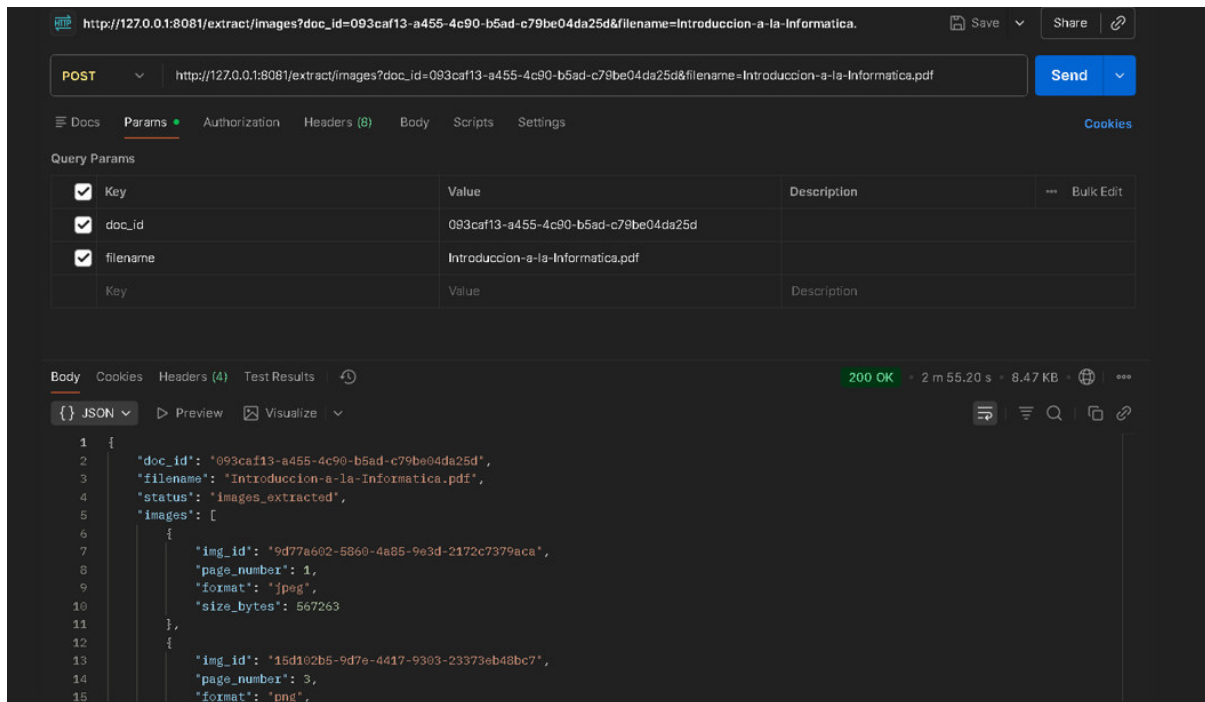 HTTP http://127.0.0.1:8081/extract/images?doc_id=093caf13-a455-4c90-b5ad-c79be04da25d&filename=Introduccion-a-la-Informatica. Save Share
POST http://127.0.0.1:8081/extract/images?doc_id=093caf13-a455-4c90-b5ad-c79be04da25d&filename=Introduccion-a-la-Informatica.pdf Send
Docs Params Authorization Headers (8) Body Scripts Settings Cookies
Query Params
Key Value Description Bulk Edit
doc_id 093caf13-a455-4c90-b5ad-c79be04da25d
filename Introduccion-a-la-Informatica.pdf
Key Value Description
Body Cookies Headers (4) Test Results 200 OK 2 m 55.20 s 8.47 KB
{} JSON Preview Visualize
1 {
2 "doc_id": "093caf13-a455-4c90-b5ad-c79be04da25d",
3 "filename": "Introduccion-a-la-Informatica.pdf",
4 "status": "images_extracted",
5 "images": [
6 {
7 "img_id": "9d77a602-5860-4a85-9e3d-2172c7379aca",
8 "page_number": 1,
9 "format": "jpeg",
10 "size_bytes": 567263
11 },
12 {
13 "img_id": "15d102b5-9d7e-4417-9303-23373eb48bc7",
14 "page_number": 3,
15 "format": "png",